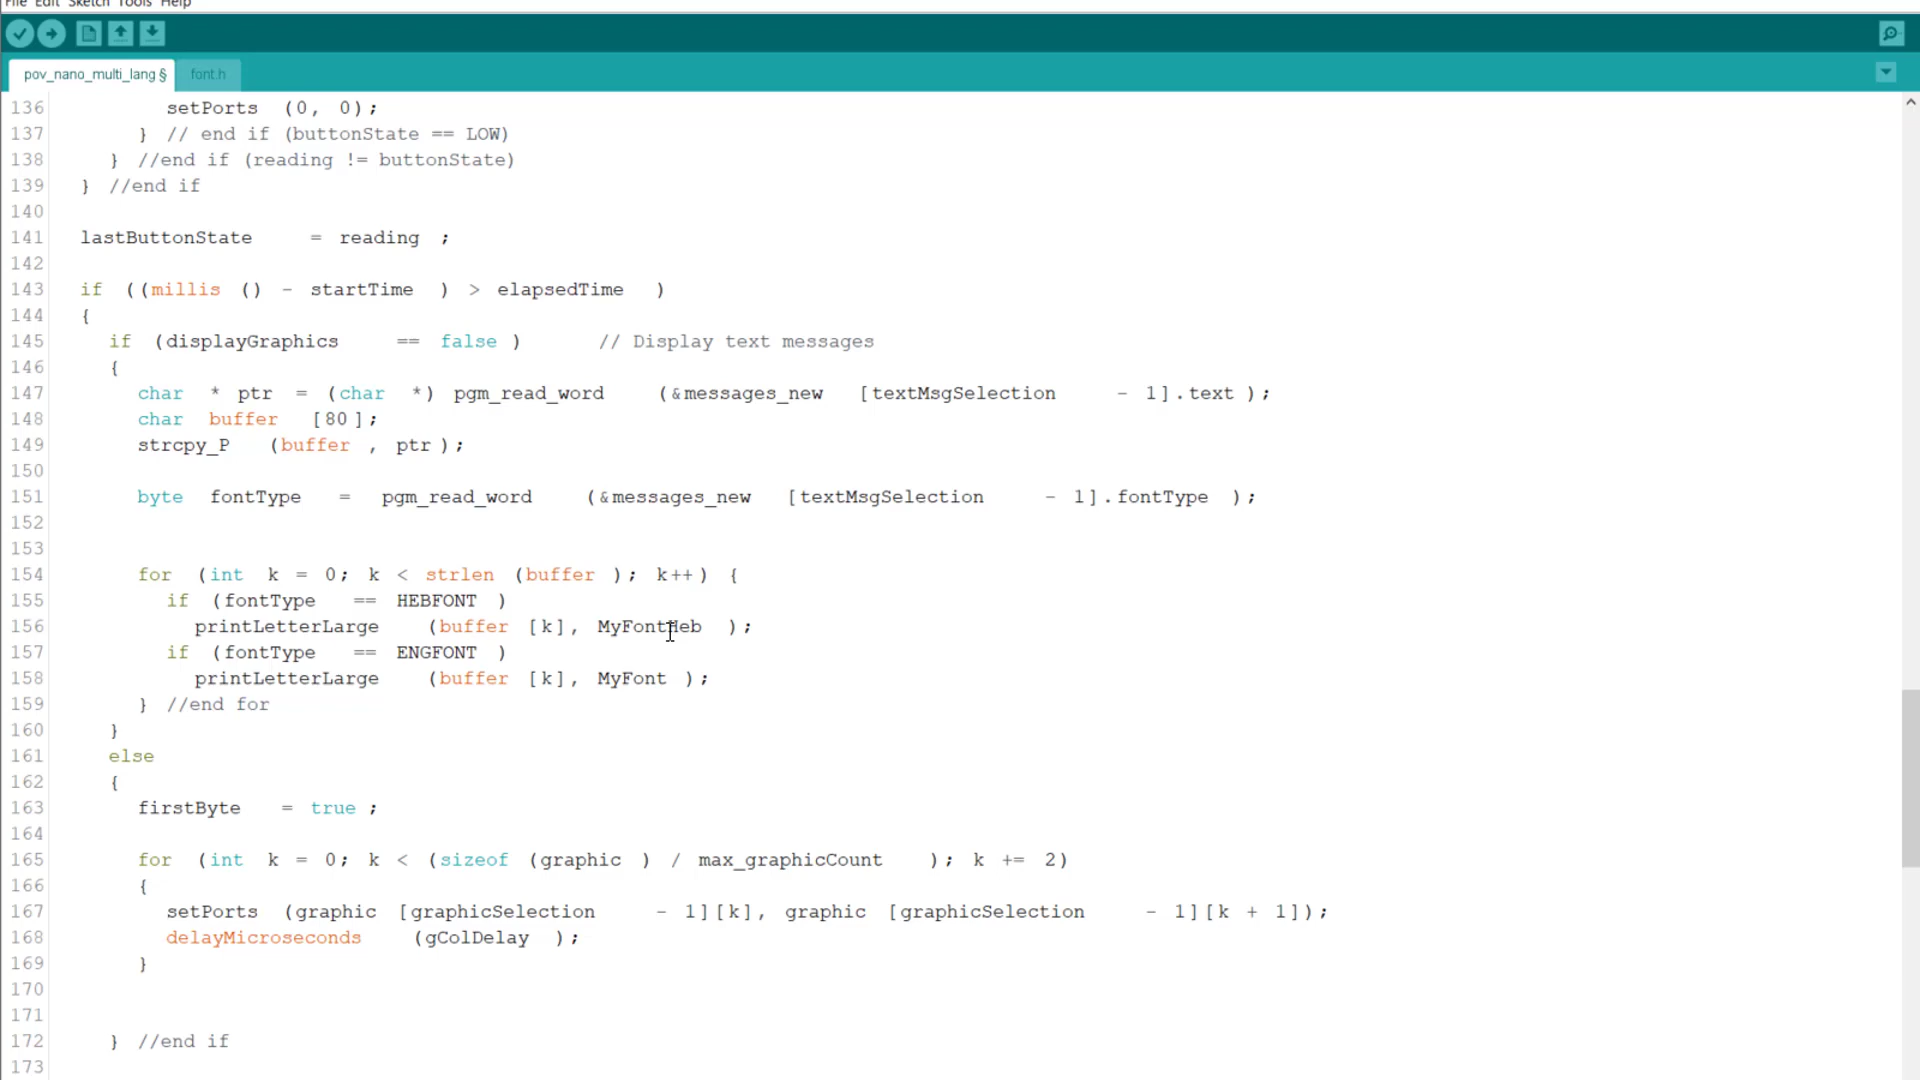 File Edit Sketch Tools Help
pov_nano_multi_lang § font.h
136 setPorts (0, 0);
137 } // end if (buttonState == LOW)
138 } //end if (reading != buttonState)
139 } //end if
140
141 lastButtonState = reading ;
142
143 if ((millis () - startTime ) > elapsedTime )
144 {
145 if (displayGraphics == false ) // Display text messages
146 {
147 char * ptr = (char *) pgm_read_word (&messages_new [textMsgSelection - 1].text );
148 char buffer [80];
149 strcpy_P (buffer , ptr );
150
151 byte fontType = pgm_read_word (&messages_new [textMsgSelection - 1].fontType );
152
153
154 for (int k = 0; k < strlen (buffer ); k++) {
155 if (fontType == HEBFONT )
156 printLetterLarge (buffer [k], MyFontHeb );
157 if (fontType == ENGFONT )
158 printLetterLarge (buffer [k], MyFont );
159 } //end for
160 }
161 else
162 {
163 firstByte = true ;
164
165 for (int k = 0; k < (sizeof (graphic ) / max_graphicCount ); k += 2)
166 {
167 setPorts (graphic [graphicSelection - 1][k], graphic [graphicSelection - 1][k + 1]);
168 delayMicroseconds (gColDelay );
169 }
170
171
172 } //end if
173